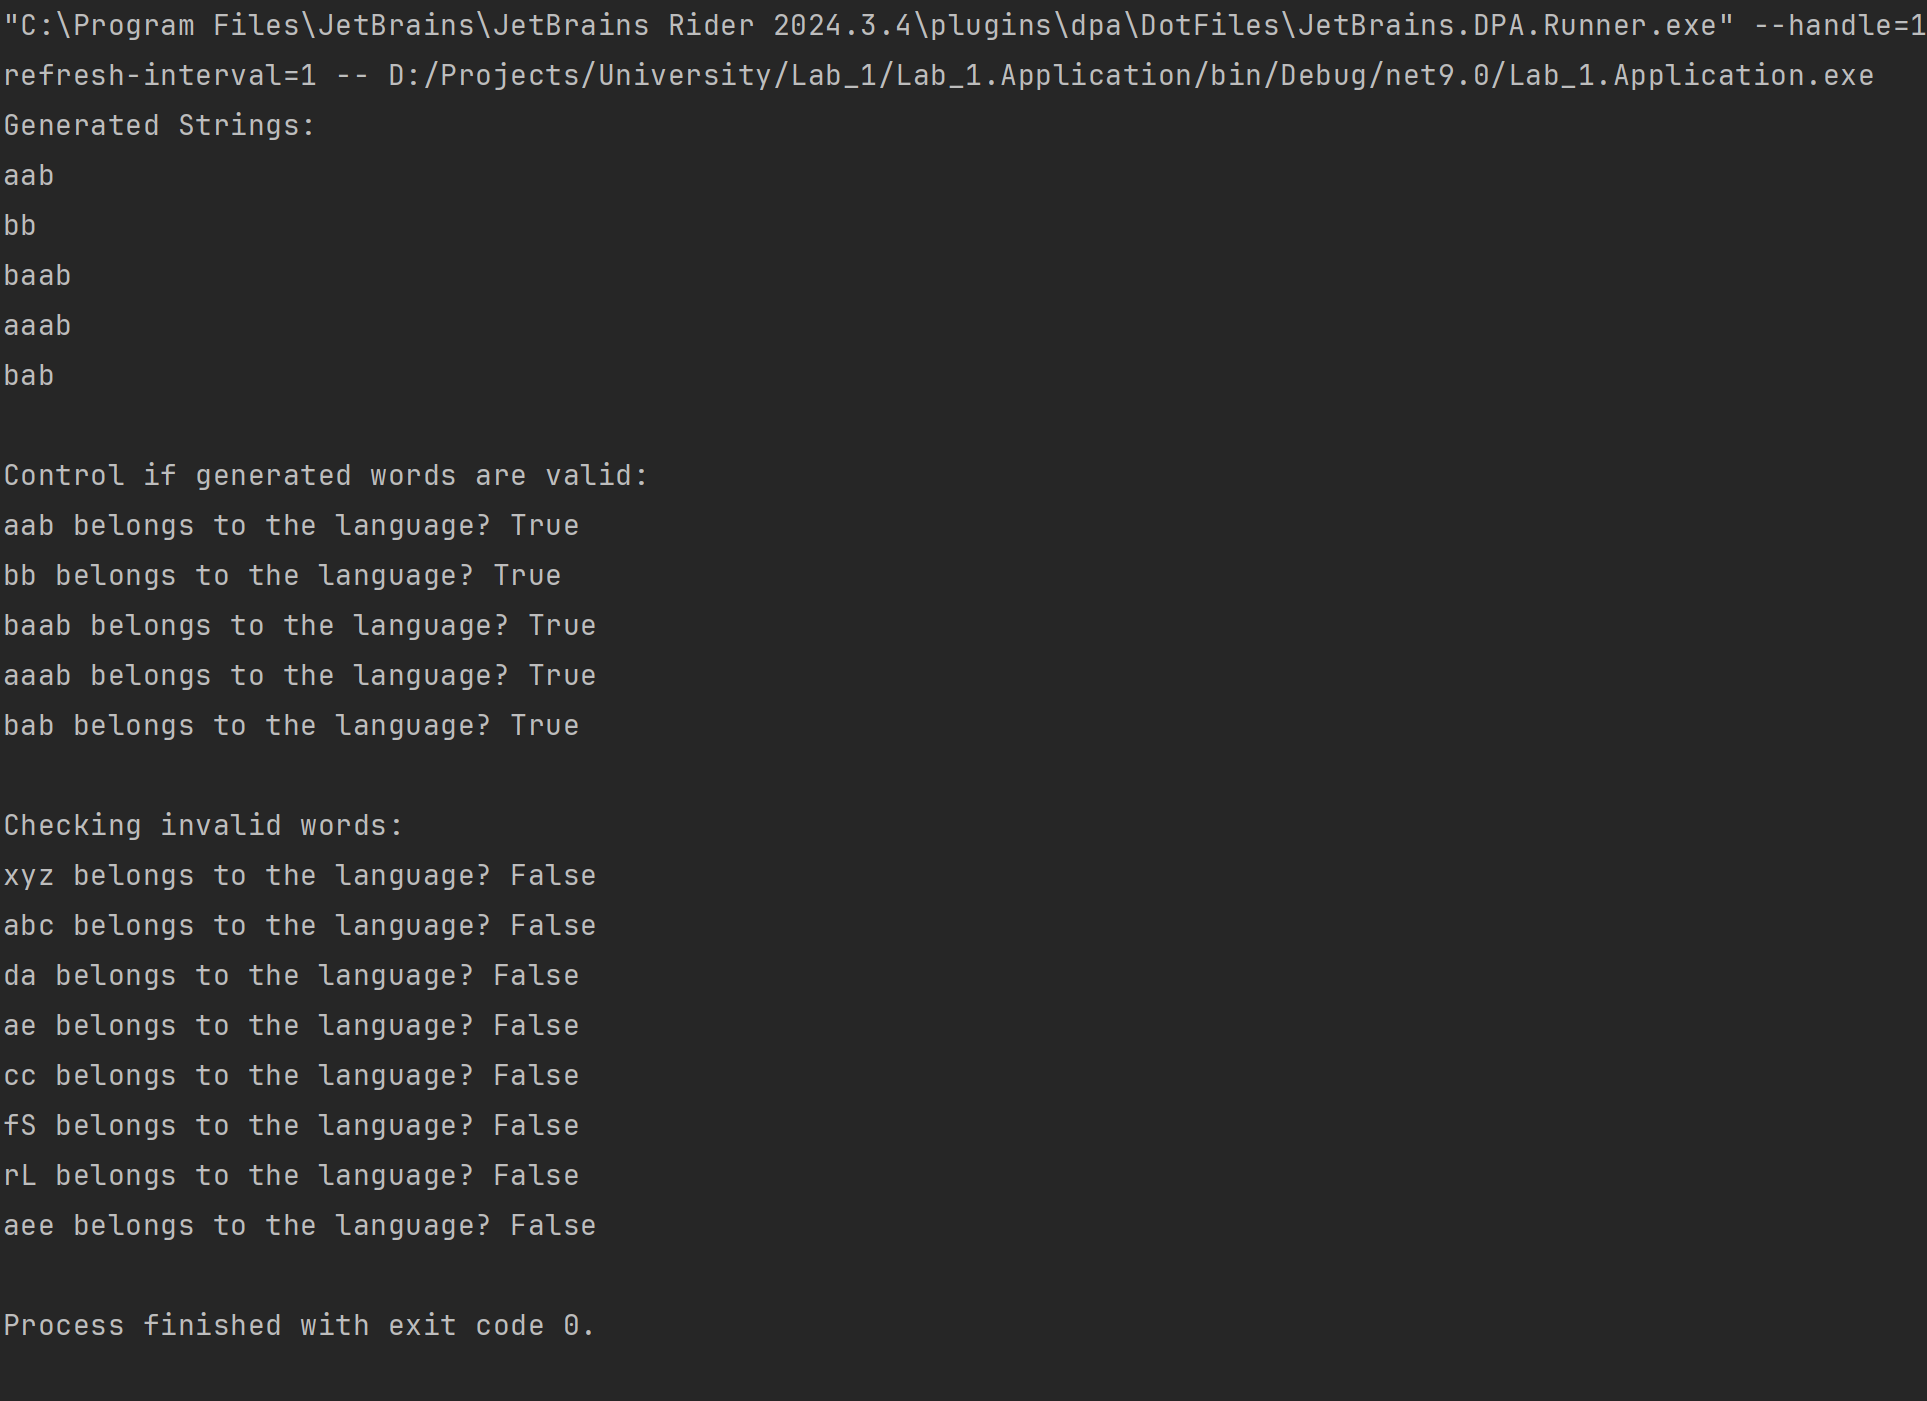 "C:\Program Files\JetBrains\JetBrains Rider 2024.3.4\plugins\dpa\DotFiles\JetBrains.DPA.Runner.exe" --handle=1
refresh-interval=1 -- D:/Projects/University/Lab_1/Lab_1.Application/bin/Debug/net9.0/Lab_1.Application.exe
Generated Strings:
aab
bb
baab
aaab
bab
Control if generated words are valid:
aab belongs to the language? True
bb belongs to the language? True
baab belongs to the language? True
aaab belongs to the language? True
bab belongs to the language? True
Checking invalid words:
xyz belongs to the language? False
abc belongs to the language? False
da belongs to the language? False
ae belongs to the language? False
cc belongs to the language? False
fS belongs to the language? False
rL belongs to the language? False
aee belongs to the language? False
Process finished with exit code 0.